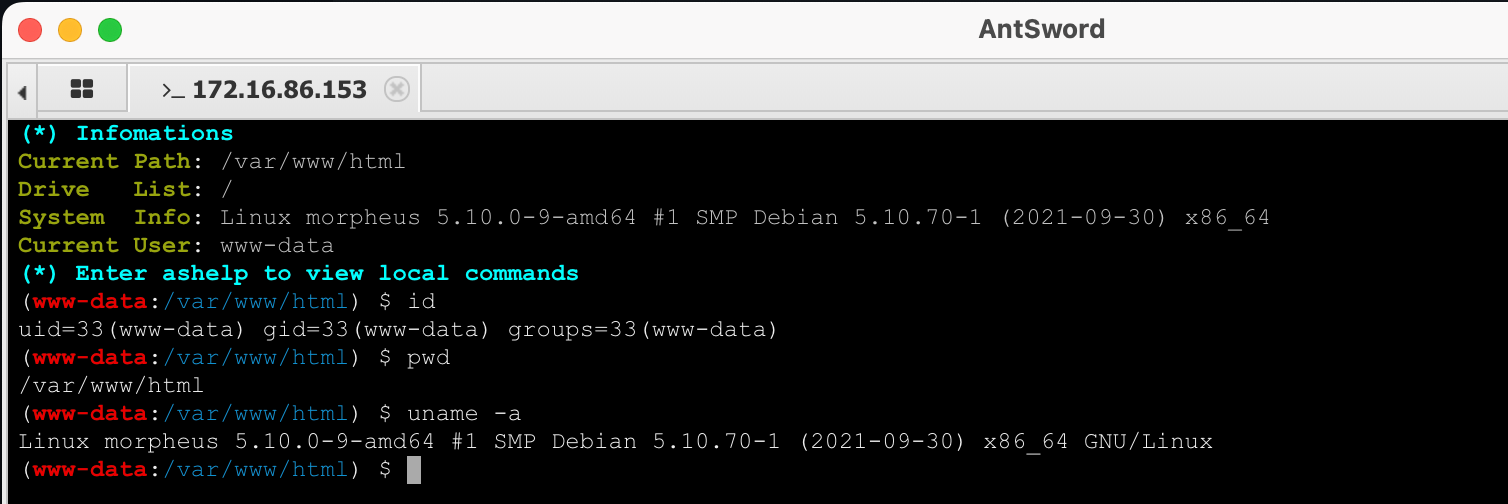 AntSword
>_ 172.16.86.153
(*) Infomations
Current Path: /var/www/html
Drive   List: /
System  Info: Linux morpheus 5.10.0-9-amd64 #1 SMP Debian 5.10.70-1 (2021-09-30) x86_64
Current User: www-data
(*) Enter ashelp to view local commands
(www-data:/var/www/html) $ id
uid=33(www-data) gid=33(www-data) groups=33(www-data)
(www-data:/var/www/html) $ pwd
/var/www/html
(www-data:/var/www/html) $ uname -a
Linux morpheus 5.10.0-9-amd64 #1 SMP Debian 5.10.70-1 (2021-09-30) x86_64 GNU/Linux
(www-data:/var/www/html) $